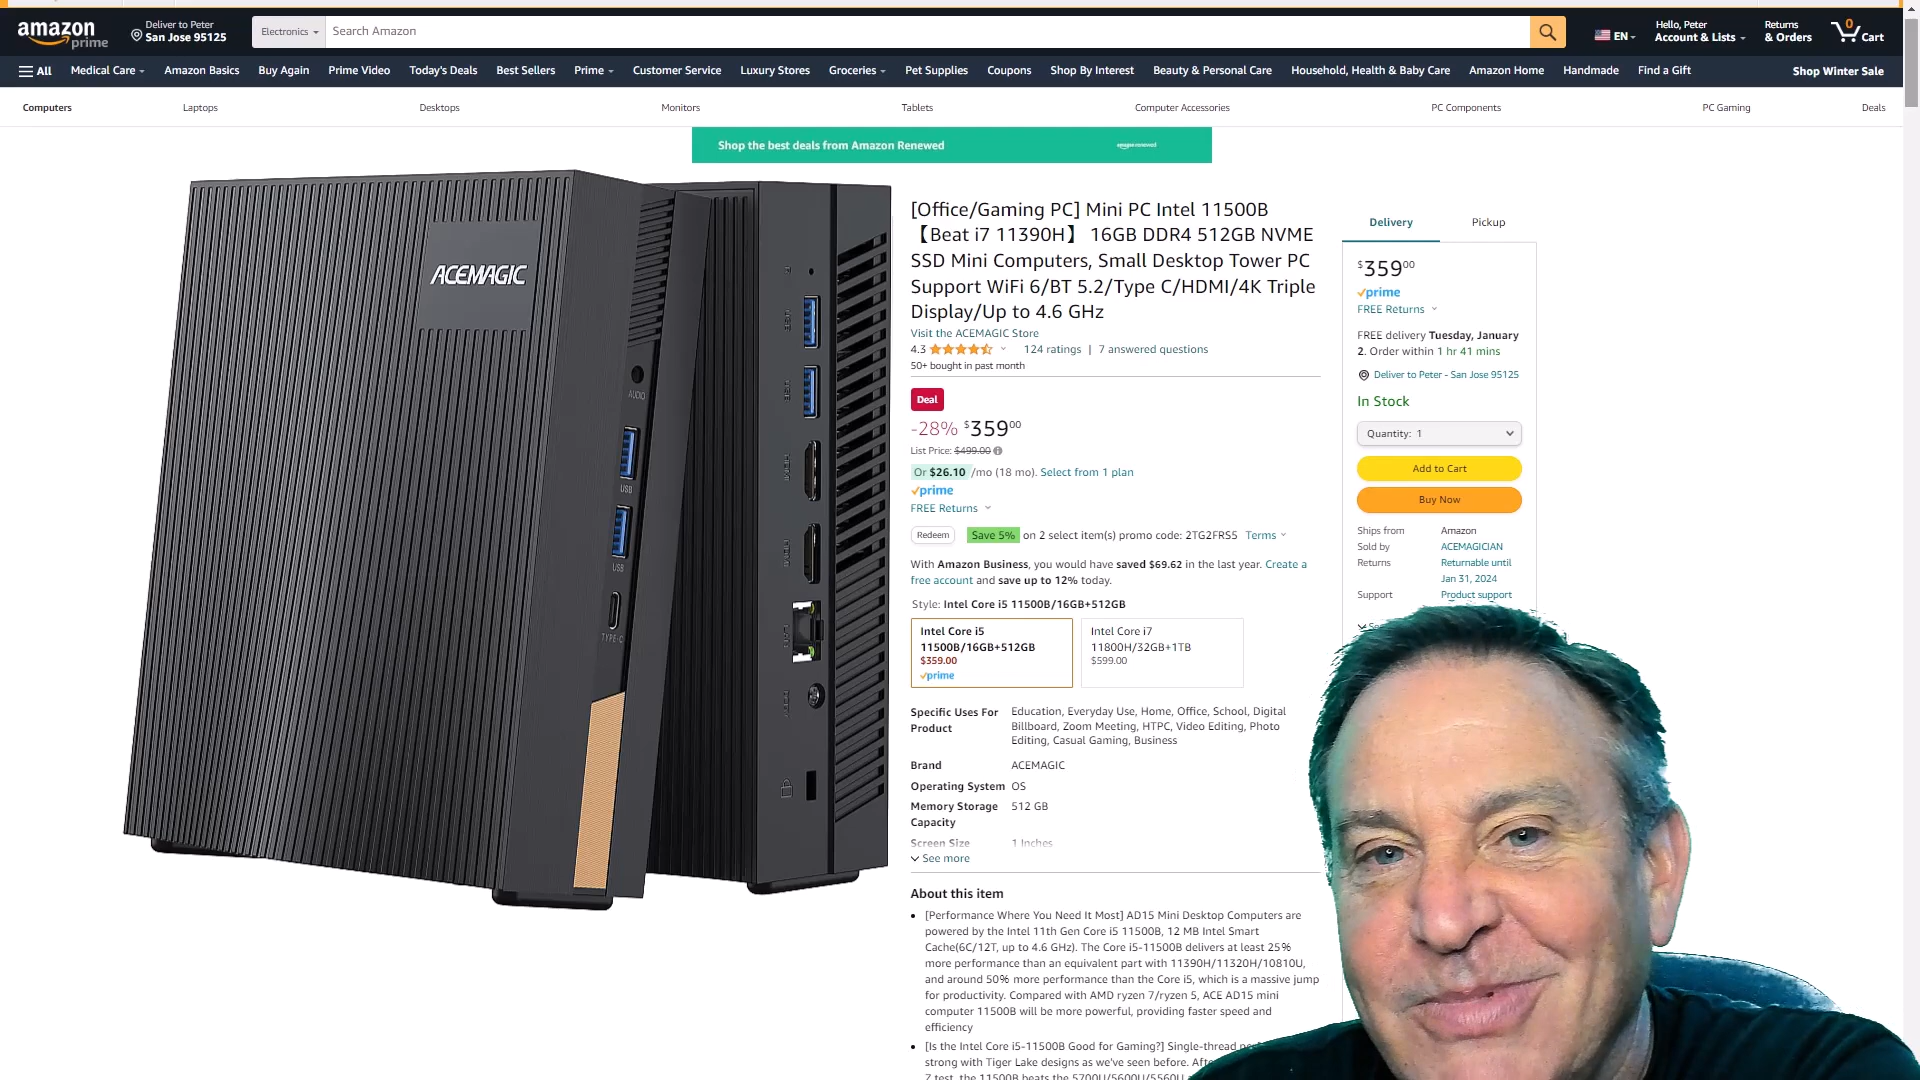 amazon
prime
Deliver to Peter
San Jose 95125
Electronics
Search Amazon
EN
Hello, Peter
Account & Lists
Returns
& Orders
0
Cart
All
Medical Care
Amazon Basics
Buy Again
Prime Video
Today's Deals
Best Sellers
Prime
Customer Service
Luxury Stores
Groceries
Pet Supplies
Coupons
Shop By Interest
Beauty & Personal Care
Household, Health & Baby Care
Amazon Home
Handmade
Find a Gift
Shop Winter Sale
Computers
Laptops
Desktops
Monitors
Tablets
Computer Accessories
PC Components
PC Gaming
Deals
Shop the best deals from Amazon Renewed
amazon renewed
ACEMAGIC
AUDIO
USB
USB
TYPE-C
USB
USB
HDMI
HDMI
[Office/Gaming PC] Mini PC Intel 11500B
【Beat i7 11390H】 16GB DDR4 512GB NVME
SSD Mini Computers, Small Desktop Tower PC
Support WiFi 6/BT 5.2/Type C/HDMI/4K Triple
Display/Up to 4.6 GHz
Visit the ACEMAGIC Store
4.3
124 ratings | 7 answered questions
50+ bought in past month
Deal
-28% $35900
List Price: $499.00
Or $26.10 /mo (18 mo). Select from 1 plan
prime
FREE Returns
Redeem Save 5% on 2 select item(s) promo code: 2TG2FRS5 Terms
With Amazon Business, you would have saved $69.62 in the last year. Create a
free account and save up to 12% today.
Style: Intel Core i5 11500B/16GB+512GB
Intel Core i5
11500B/16GB+512GB
$359.00
prime
Intel Core i7
11800H/32GB+1TB
$599.00
Specific Uses For
Product
Education, Everyday Use, Home, Office, School, Digital
Billboard, Zoom Meeting, HTPC, Video Editing, Photo
Editing, Casual Gaming, Business
Brand ACEMAGIC
Operating System OS
Memory Storage
Capacity
512 GB
Screen Size 1 Inches
See more
About this item
[Performance Where You Need It Most] AD15 Mini Desktop Computers are
powered by the Intel 11th Gen Core i5 11500B, 12 MB Intel Smart
Cache(6C/12T, up to 4.6 GHz). The Core i5-11500B delivers at least 25%
more performance than an equivalent part with 11390H/11320H/10810U,
and around 50% more performance than the Core i5, which is a massive jump
for productivity. Compared with AMD ryzen 7/ryzen 5, ACE AD15 mini
computer 11500B will be more powerful, providing faster speed and
efficiency
[Is the Intel Core i5-11500B Good for Gaming?] Single-thread
strong with Tiger Lake designs as we've seen before.
Z test, the 11500B beats the 5700U/5600U/5560U
Delivery
Pickup
$35900
prime
FREE Returns
FREE delivery Tuesday, January
2. Order within 1 hr 41 mins
Deliver to Peter - San Jose 95125
In Stock
Quantity: 1
Add to Cart
Buy Now
Ships from Amazon
Sold by ACEMAGICIAN
Returns Returnable until
Jan 31, 2024
Support Product support